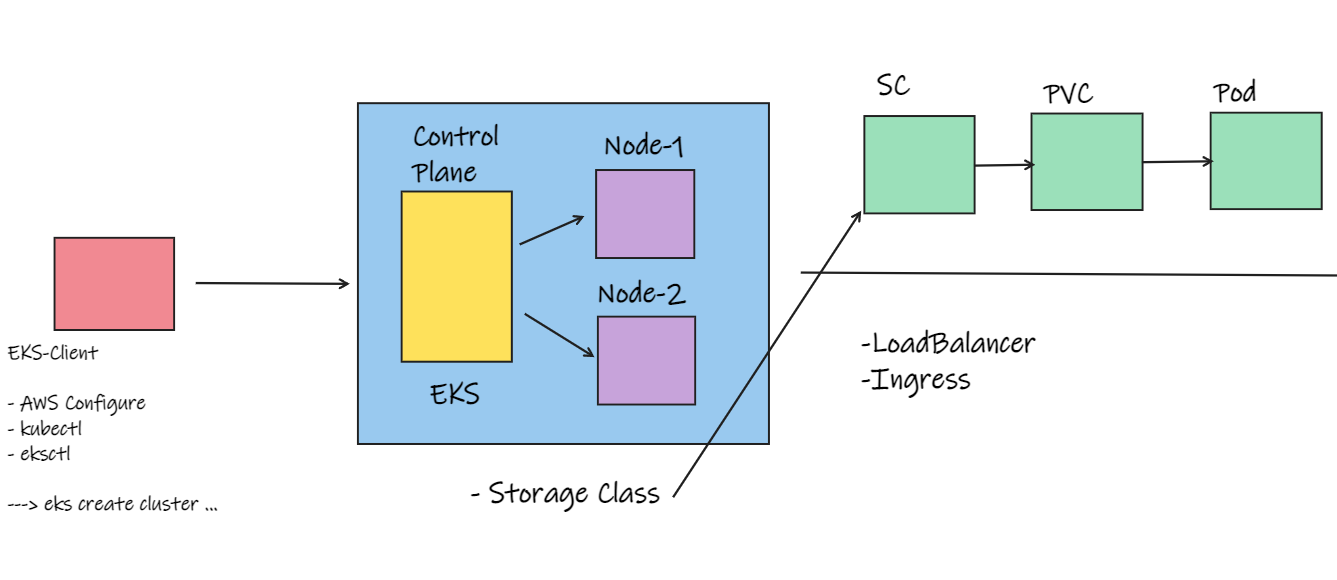 EKS-Client
- AWS Configure
- kubectl
- eksctl
---> eks create cluster ...
Control
Plane
EKS
Node-1
Node-2
- Storage Class
SC
PVC
Pod
-LoadBalancer
-Ingress